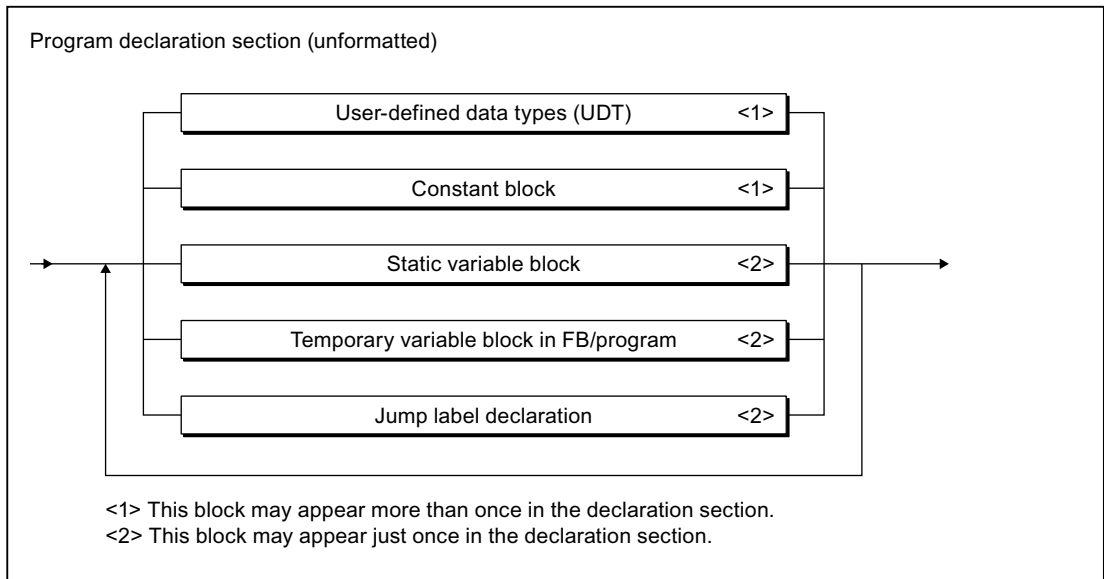 Program declaration section (unformatted)
User-defined data types (UDT) <1>
Constant block <1>
Static variable block <2>
Temporary variable block in FB/program <2>
Jump label declaration <2>
<1> This block may appear more than once in the declaration section.
<2> This block may appear just once in the declaration section.